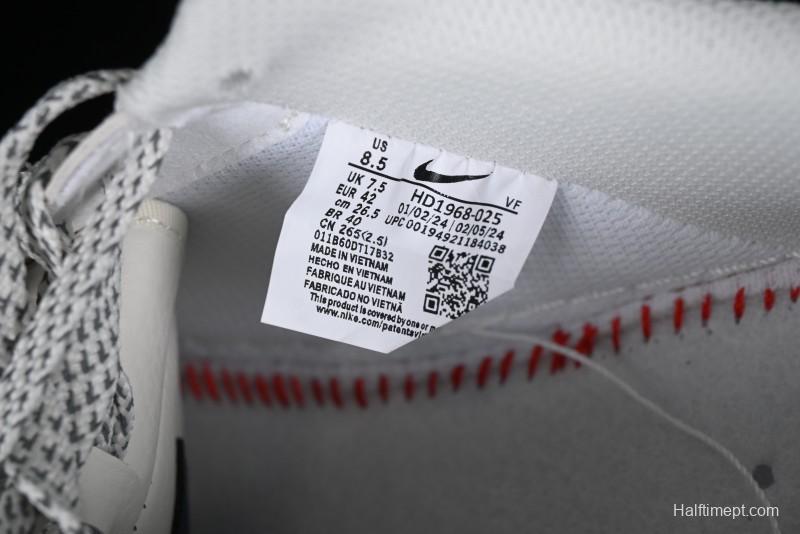 US
8.5
UK 7.5
EUR 42
cm 26.5
BR 40
CN 265(2.5)
HD1968-025
VF
01/02/24 / 02/05/24
UPC 00194921184038
011B60DT17B32
MADE IN VIETNAM
HECHO EN VIETNAM
FABRIQUE AU VIETNAM
FABRICADO NO VIETNÃ
This product is covered by one or
www.nike.com/patents
Halftimept.com